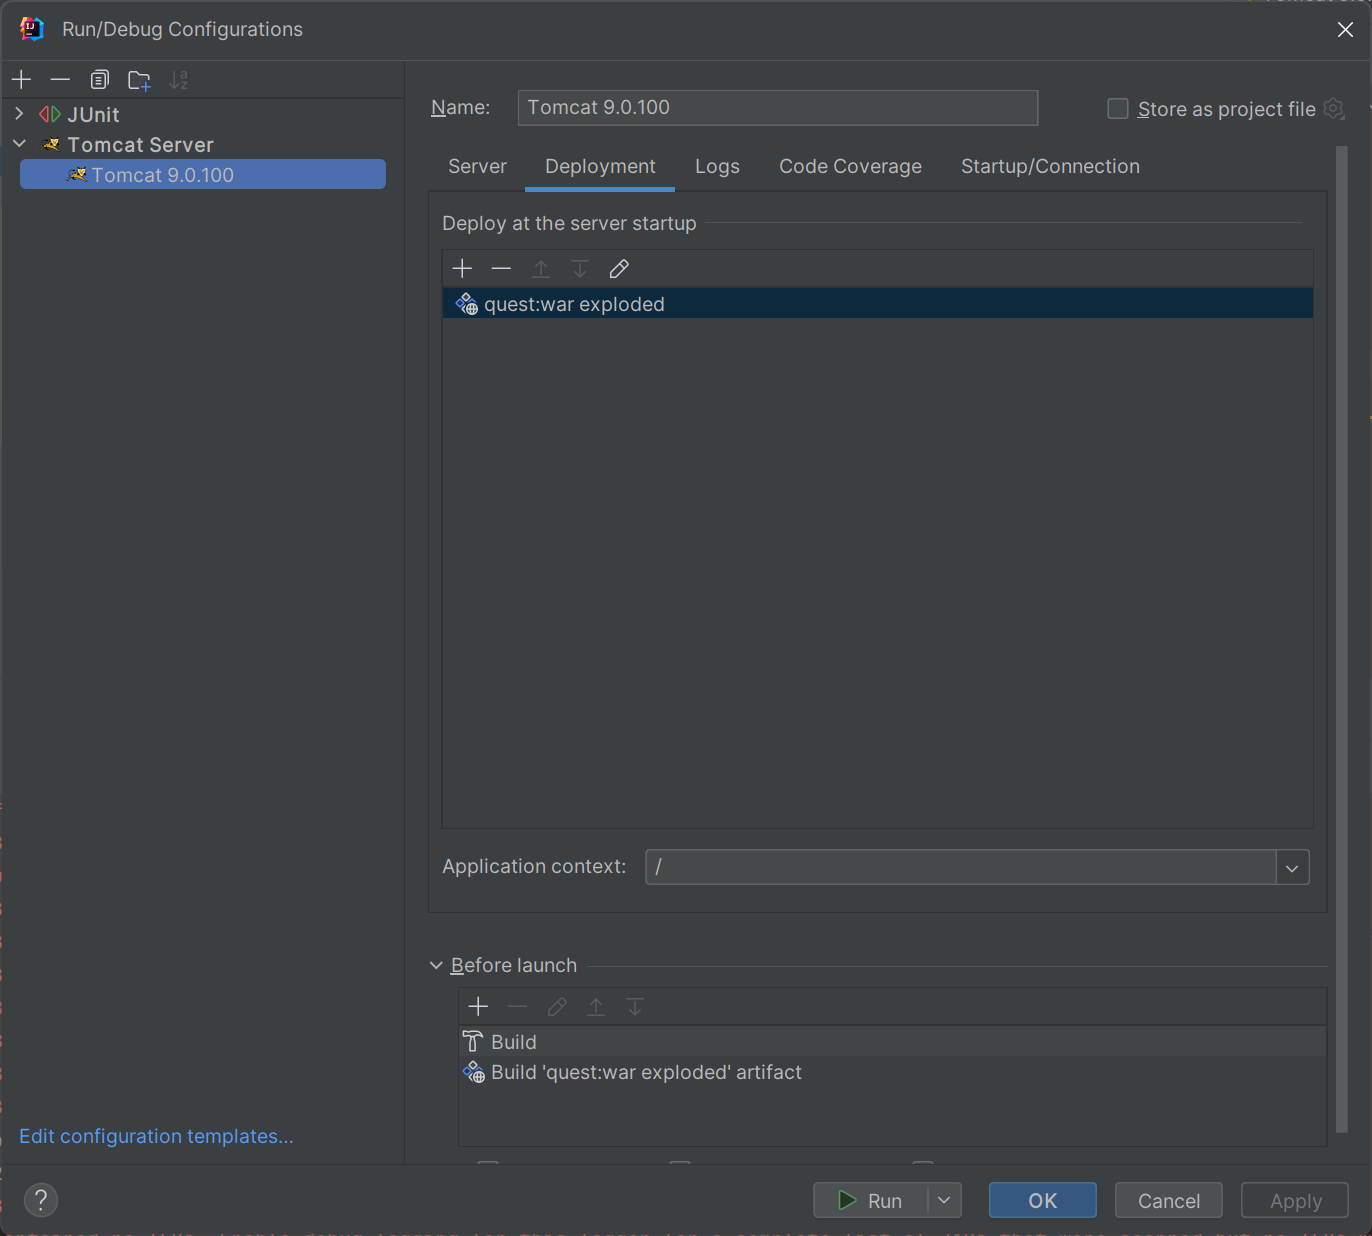 Run/Debug Configurations
JUnit
Tomcat Server
Tomcat 9.0.100
Edit configuration templates...
Name: Tomcat 9.0.100
Store as project file
Server Deployment Logs Code Coverage Startup/Connection
Deploy at the server startup
quest:war exploded
Application context: /
Before launch
Build
Build 'quest:war exploded' artifact
? Run OK Cancel Apply